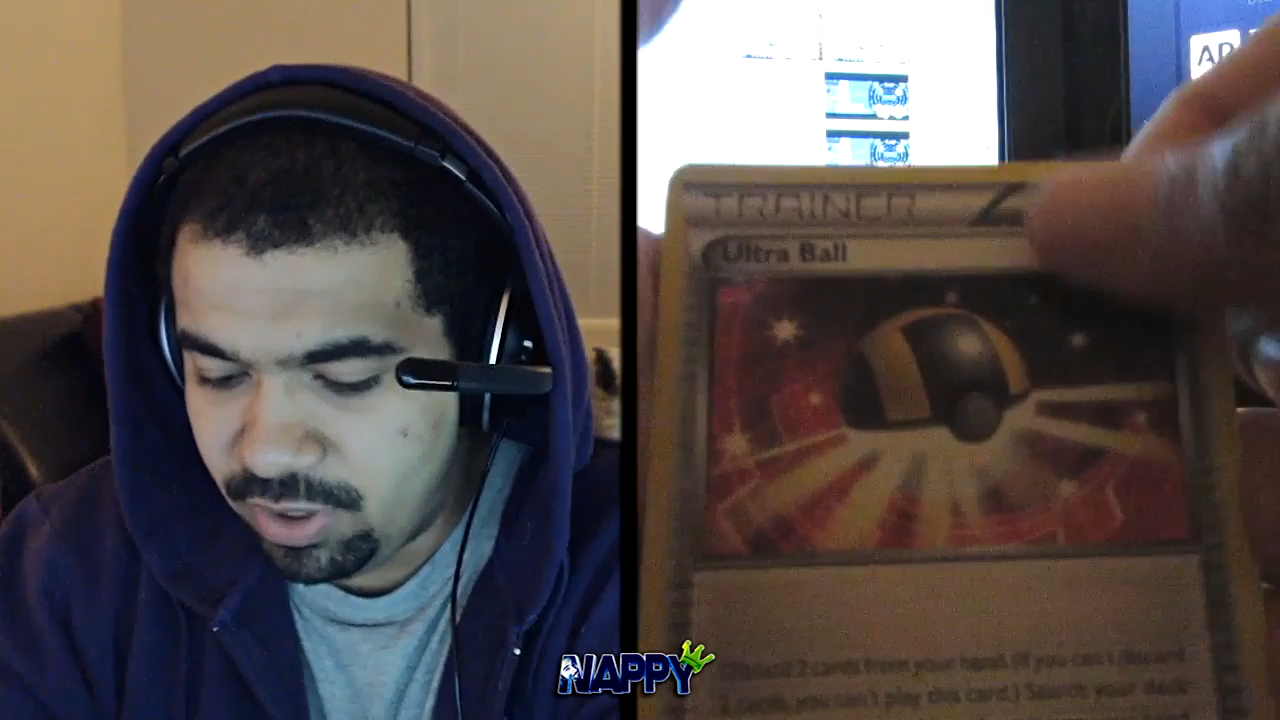 AD
TRAINER
Ultra Ball
Discard 2 cards from your hand. (If you can't discard
2 cards, you can't play this card.) Search your deck
NAPPY